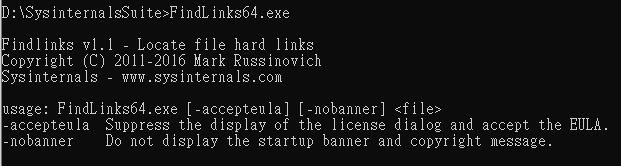 D:\SysinternalsSuite>FindLinks64.exe
Findlinks v1.1 - Locate file hard links
Copyright (C) 2011-2016 Mark Russinovich
Sysinternals - www.sysinternals.com
usage: FindLinks64.exe [-accepteula] [-nobanner] <file>
-accepteula  Suppress the display of the license dialog and accept the EULA.
-nobanner    Do not display the startup banner and copyright message.